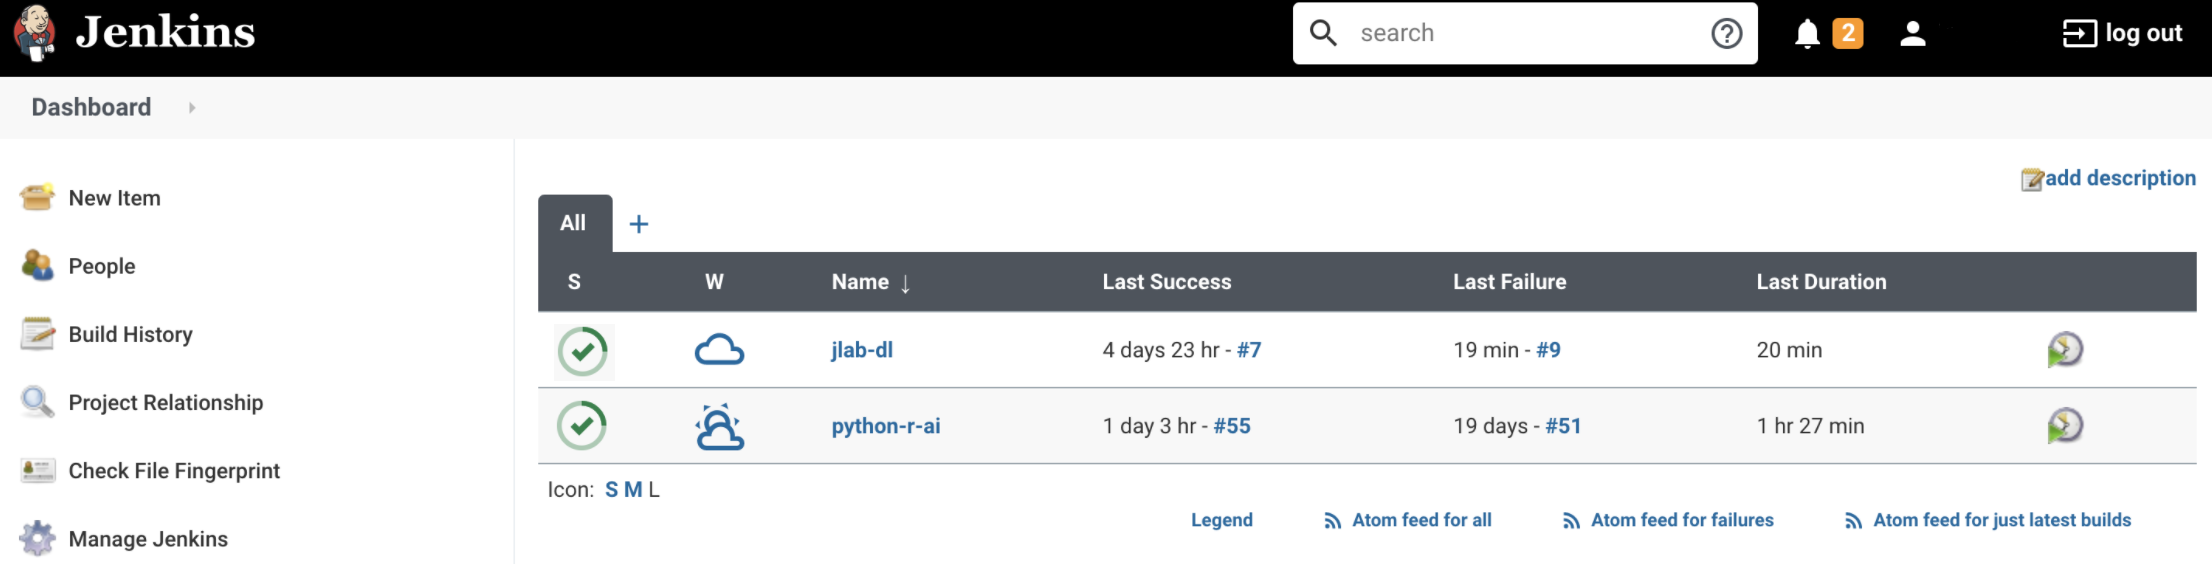 Jenkins
search
2
log out
Dashboard
New Item
People
Build History
Project Relationship
Check File Fingerprint
Manage Jenkins
add description
All +
S W Name ↓ Last Success Last Failure Last Duration
jlab-dl 4 days 23 hr - #7 19 min - #9 20 min
python-r-ai 1 day 3 hr - #55 19 days - #51 1 hr 27 min
Icon: S M L
Legend Atom feed for all Atom feed for failures Atom feed for just latest builds